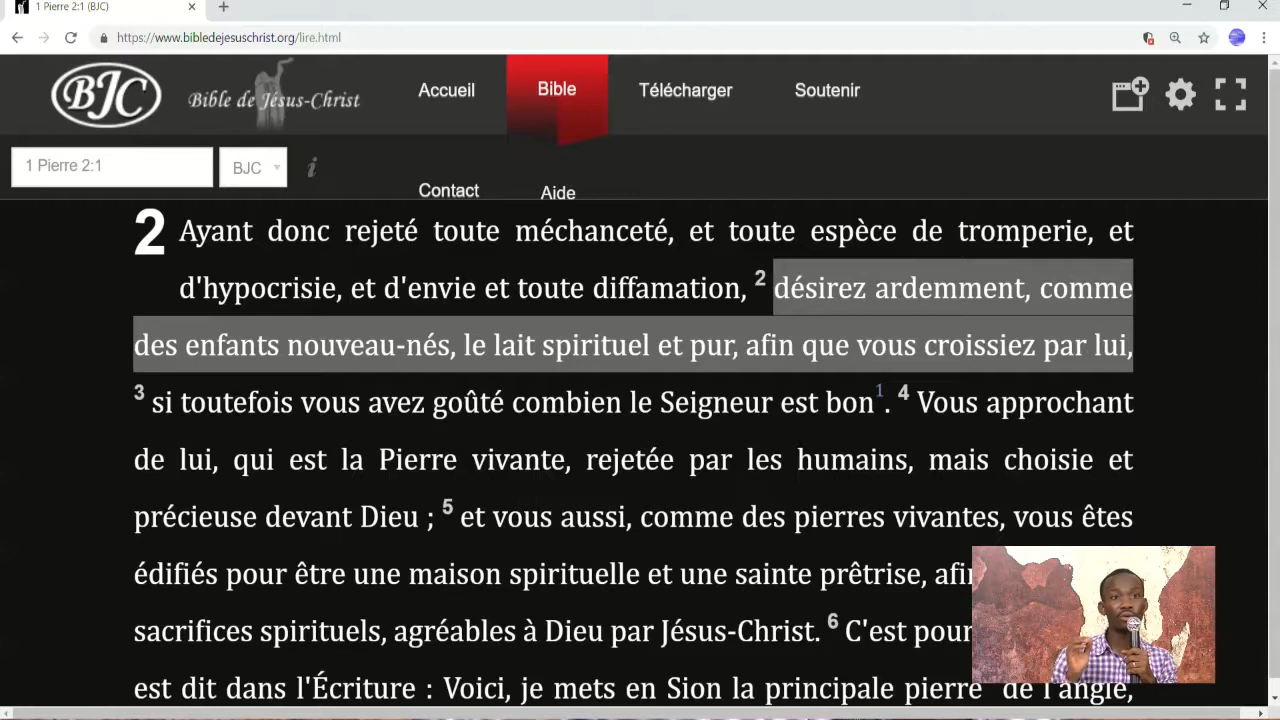 1 Pierre 2:1 (BJC)
https://www.bibledejesuschrist.org/lire.html
BJC
Bible de Jésus-Christ
Accueil
Bible
Télécharger
Soutenir
1 Pierre 2:1
BJC
i
Contact
Aide
2 Ayant donc rejeté toute méchanceté, et toute espèce de tromperie, et
d'hypocrisie, et d'envie et toute diffamation, 2 désirez ardemment, comme
des enfants nouveau-nés, le lait spirituel et pur, afin que vous croissiez par lui,
3 si toutefois vous avez goûté combien le Seigneur est bon1. 4 Vous approchant
de lui, qui est la Pierre vivante, rejetée par les humains, mais choisie et
précieuse devant Dieu ; 5 et vous aussi, comme des pierres vivantes, vous êtes
édifiés pour être une maison spirituelle et une sainte prêtrise, afin
sacrifices spirituels, agréables à Dieu par Jésus-Christ. 6 C'est pour
est dit dans l'Écriture : Voici, je mets en Sion la principale pierre de l'angle,